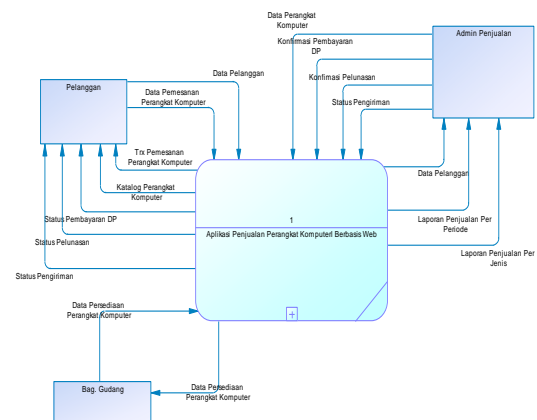 Data Perangkat
Komputer
Admin Penjualan
Konfirmasi Pembayaran
DP
Data Pelanggan
Konfirmasi Pelunasan
Pelanggan
Data Pemesanan
Perangkat Komputer
Status Pengiriman
Trx Pemesanan
Perangkat Komputer
Data Pelanggan
Katalog Perangkat
Komputer
Status Pembayaran DP
1
Laporan Penjualan Per
Periode
Aplikasi Penjualan Perangkat Komputerl Berbasis Web
Status Pelunasan
Laporan Penjualan Per
Jenis
Status Pengiriman
Data Persediaan
Perangkat Komputer
Bag. Gudang
Data Persediaan
Perangkat Komputer